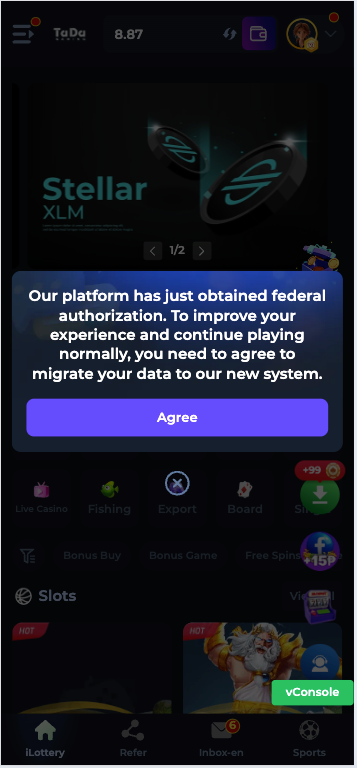 TaDa
GAMING
8.87
Stellar
XLM
1/2
Our platform has just obtained federal
authorization. To improve your
experience and continue playing
normally, you need to agree to
migrate your data to our new system.
Agree
+99
Live Casino
Fishing
Export
Board
Bonus Buy
Bonus Game
Free Spins
+15P
Slots
HOT
HOT
vConsole
6
iLottery
Refer
Inbox-en
Sports